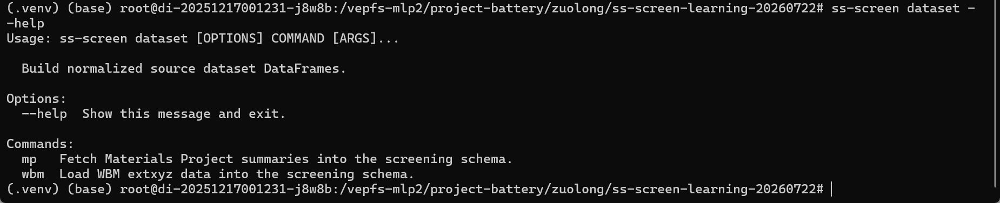 (.venv) (base) root@di-20251217001231-j8w8b:/vepfs-mlp2/project-battery/zuolong/ss-screen-learning-20260722# ss-screen dataset -
-help
Usage: ss-screen dataset [OPTIONS] COMMAND [ARGS]...
Build normalized source dataset DataFrames.
Options:
--help  Show this message and exit.
Commands:
mp   Fetch Materials Project summaries into the screening schema.
wbm  Load WBM extxyz data into the screening schema.
(.venv) (base) root@di-20251217001231-j8w8b:/vepfs-mlp2/project-battery/zuolong/ss-screen-learning-20260722#